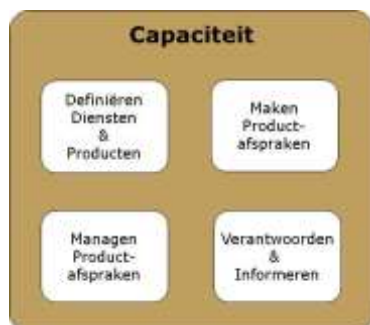 Capaciteit
Definiëren
Diensten
&
Producten
Maken
Product-
afspraken
Managen
Product-
afspraken
Verantwoorden
&
Informeren